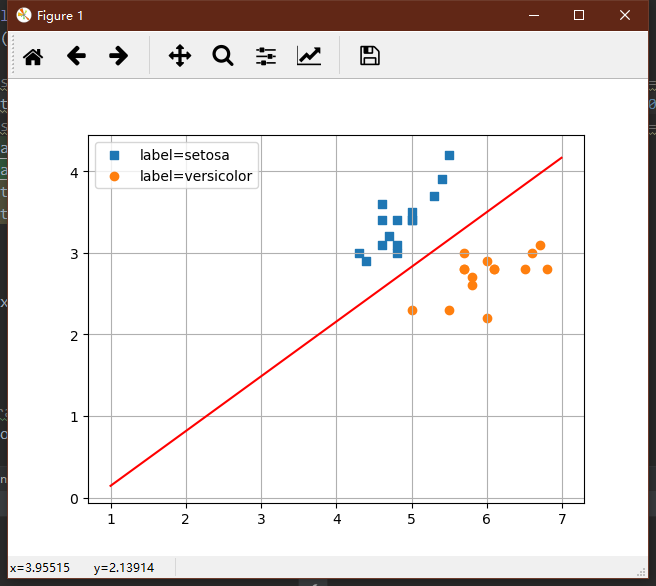 Figure 1
label=setosa
label=versicolor
4
3
2
1
0
1 2 3 4 5 6 7
x=3.95515 y=2.13914